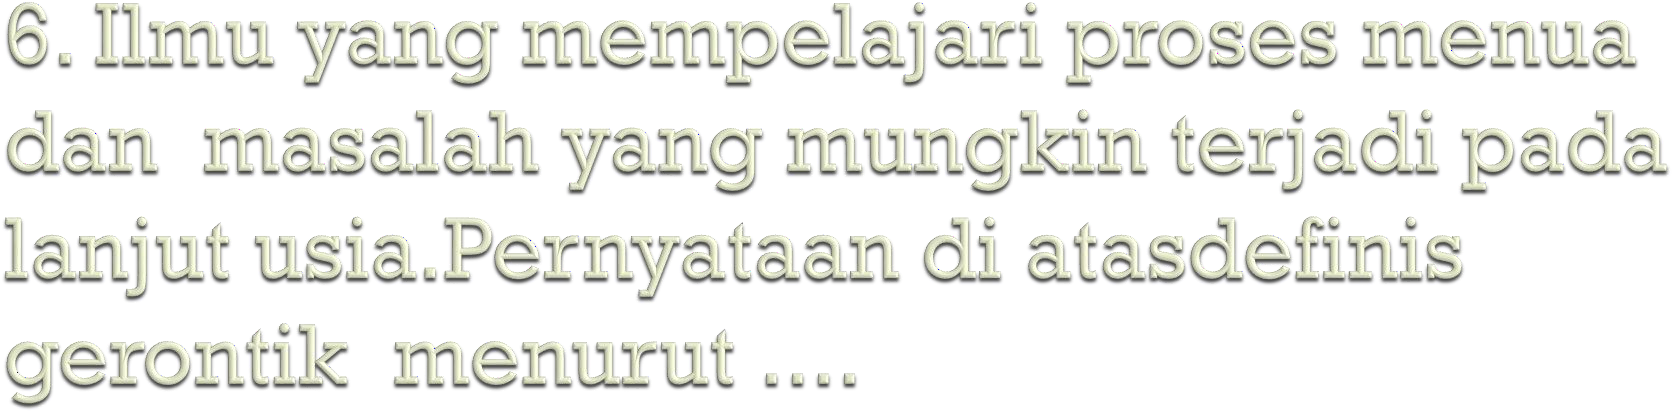 6. Ilmu yang mempelajari proses menua
dan masalah yang mungkin terjadi pada
lanjut usia.Pernyataan di atasdefinis
gerontik menurut ....